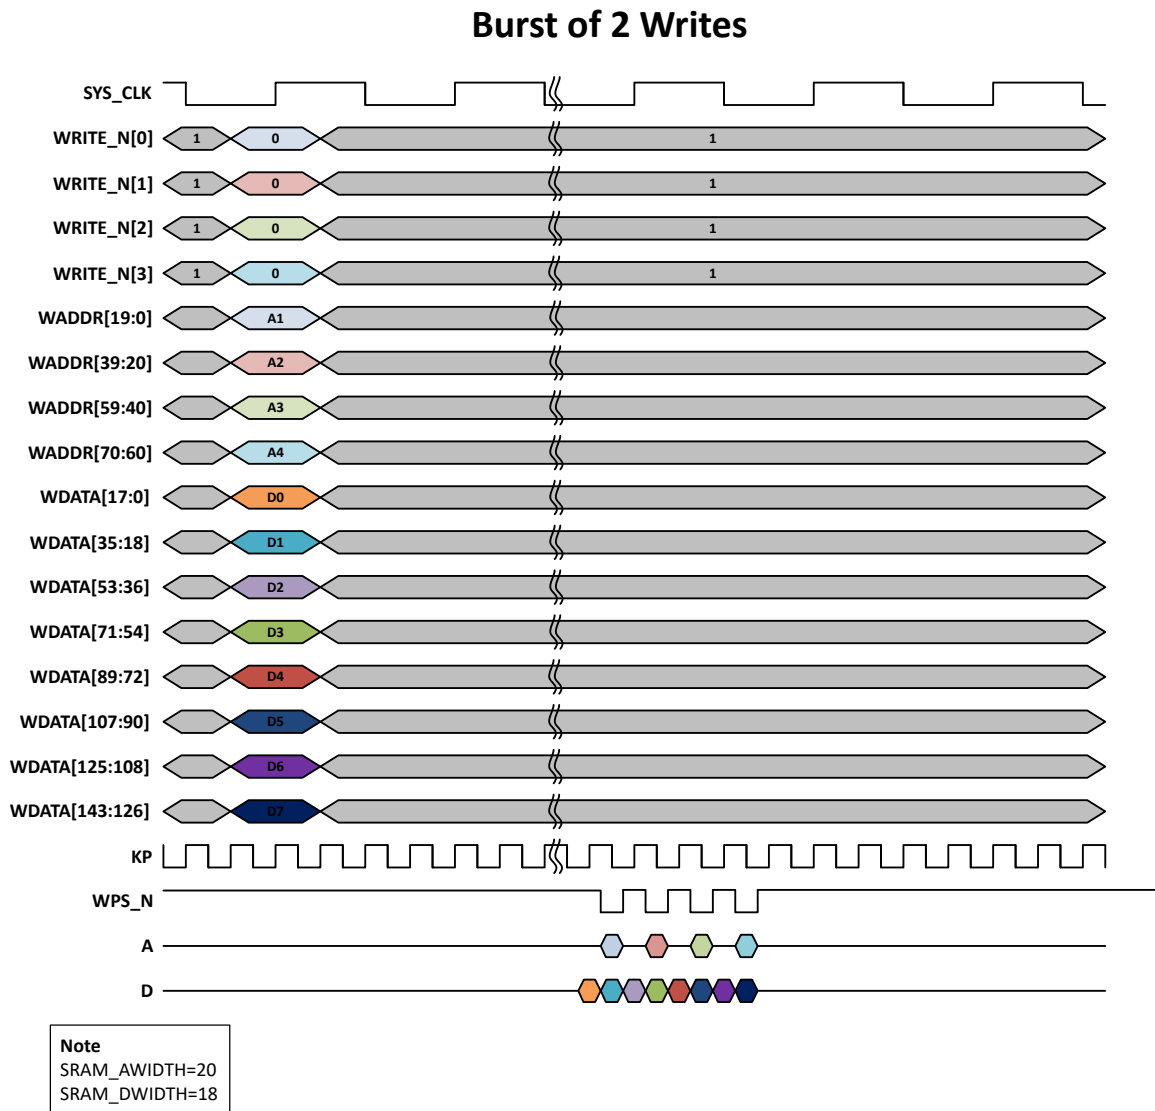 Burst of 2 Writes
SYS_CLK
WRITE_N[0] 1 0 1
WRITE_N[1] 1 0 1
WRITE_N[2] 1 0 1
WRITE_N[3] 1 0 1
WADDR[19:0] A1
WADDR[39:20] A2
WADDR[59:40] A3
WADDR[70:60] A4
WDATA[17:0] D0
WDATA[35:18] D1
WDATA[53:36] D2
WDATA[71:54] D3
WDATA[89:72] D4
WDATA[107:90] D5
WDATA[125:108] D6
WDATA[143:126] D7
KP
WPS_N
A
D
Note
SRAM_AWIDTH=20
SRAM_DWIDTH=18